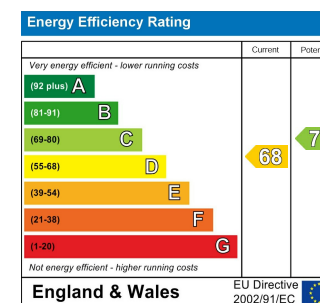 Energy Efficiency Rating
Current
Very energy efficient - lower running costs
(92 plus) A
(81-91) B
(69-80) C
(55-68) D
(39-54) E
(21-38) F
(1-20) G
68
Not energy efficient - higher running costs
England & Wales
EU Directive
2002/91/EC